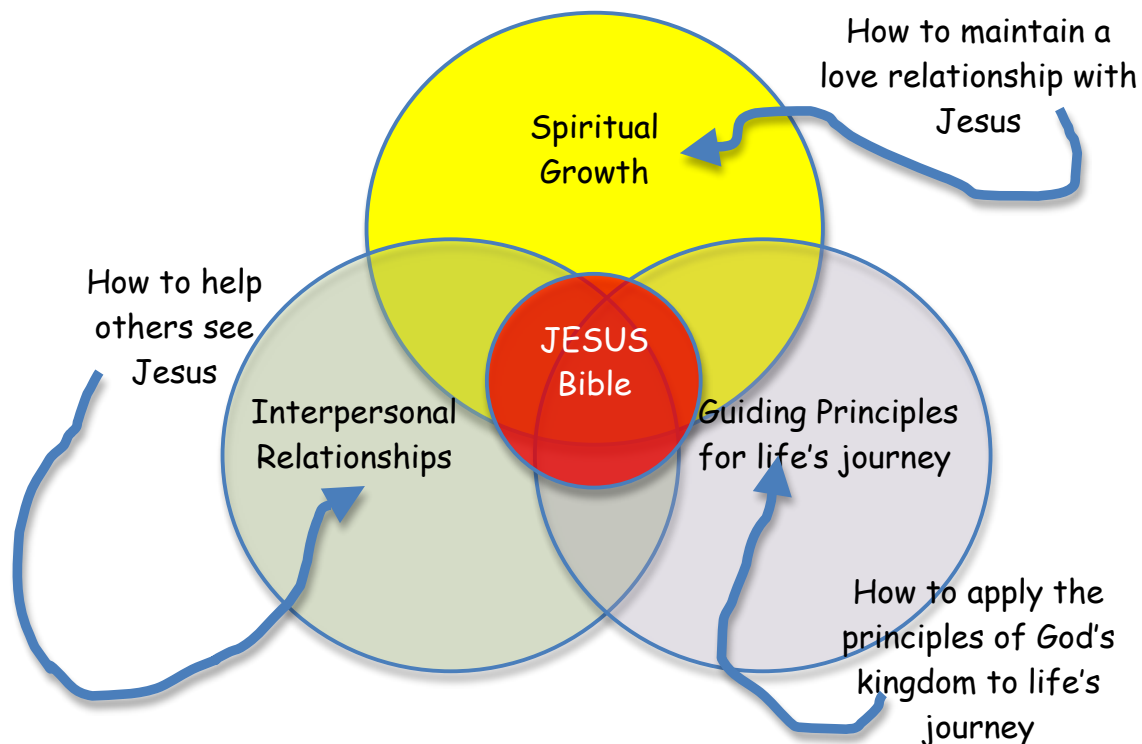 How to maintain a
love relationship with
Jesus
Spiritual
Growth
How to help
others see
Jesus
JESUS
Bible
Interpersonal
Relationships
Guiding Principles
for life's journey
How to apply the
principles of God's
kingdom to life's
journey